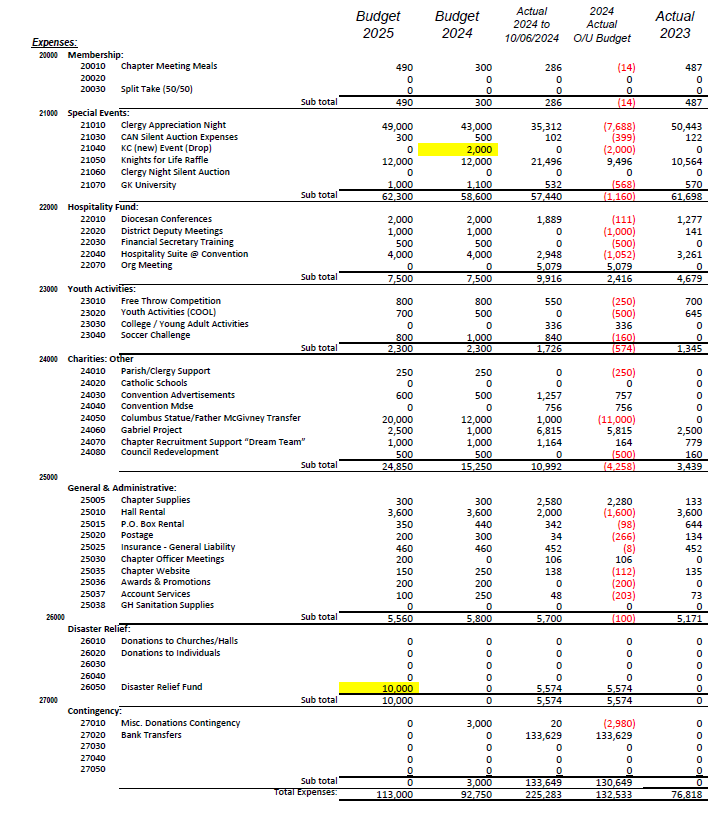 Budget 2025 Budget 2024 Actual 2024 to 10/06/2024 2024 Actual O/U Budget Actual 2023
Expenses:
20000 Membership:
20010 Chapter Meeting Meals 490 300 286 (14) 487
20020 0 0 0 0 0
20030 Split Take (50/50) 0 0 0 0 0
Sub total 490 300 286 (14) 487
21000 Special Events:
21010 Clergy Appreciation Night 49,000 43,000 35,312 (7,688) 50,443
21030 CAN Silent Auction Expenses 300 500 102 (399) 122
21040 KC (new) Event (Drop) 0 2,000 0 (2,000) 0
21050 Knights for Life Raffle 12,000 12,000 21,496 9,496 10,564
21060 Clergy Night Silent Auction 0 0 0 0 0
21070 GK University 1,000 1,100 532 (568) 570
Sub total 62,300 58,600 57,440 (1,160) 61,698
22000 Hospitality Fund:
22010 Diocesan Conferences 2,000 2,000 1,889 (111) 1,277
22020 District Deputy Meetings 1,000 1,000 0 (1,000) 141
22030 Financial Secretary Training 500 500 0 (500) 0
22040 Hospitality Suite @ Convention 4,000 4,000 2,948 (1,052) 3,261
22070 Org Meeting 0 0 5,079 5,079 0
Sub total 7,500 7,500 9,916 2,416 4,679
23000 Youth Activities:
23010 Free Throw Competition 800 800 550 (250) 700
23020 Youth Activities (COOL) 700 500 0 (500) 645
23030 College / Young Adult Activities 0 0 336 336 0
23040 Soccer Challenge 800 1,000 840 (160) 0
Sub total 2,300 2,300 1,726 (574) 1,345
24000 Charities: Other
24010 Parish/Clergy Support 250 250 0 (250) 0
24020 Catholic Schools 0 0 0 0 0
24030 Convention Advertisements 600 500 1,257 757 0
24040 Convention Mdse 0 0 756 756 0
24050 Columbus Statue/Father McGivney Transfer 20,000 12,000 1,000 (11,000) 0
24060 Gabriel Project 2,500 1,000 6,815 5,815 2,500
24070 Chapter Recruitment Support "Dream Team" 1,000 1,000 1,164 164 779
24080 Council Redevelopment 500 500 0 (500) 160
Sub total 24,850 15,250 10,992 (4,258) 3,439
25000
General & Administrative:
25005 Chapter Supplies 300 300 2,580 2,280 133
25010 Hall Rental 3,600 3,600 2,000 (1,600) 3,600
25015 P.O. Box Rental 350 440 342 (98) 644
25020 Postage 200 300 34 (266) 134
25025 Insurance - General Liability 460 460 452 (8) 452
25030 Chapter Officer Meetings 200 0 106 106 0
25035 Chapter Website 150 250 138 (112) 135
25036 Awards & Promotions 200 200 0 (200) 0
25037 Account Services 100 250 48 (203) 73
25038 GH Sanitation Supplies 0 0 0 0 0
26000 Sub total 5,560 5,800 5,700 (100) 5,171
Disaster Relief:
26010 Donations to Churches/Halls 0 0 0 0 0
26020 Donations to Individuals 0 0 0 0 0
26030 0 0 0 0 0
26040 0 0 0 0 0
26050 Disaster Relief Fund 10,000 0 5,574 5,574 0
27000 Sub total 10,000 0 5,574 5,574 0
Contingency:
27010 Misc. Donations Contingency 0 3,000 20 (2,980) 0
27020 Bank Transfers 0 0 133,629 133,629 0
27030 0 0 0 0 0
27040 0 0 0 0 0
27050 0 0 0 0 0
Sub total 0 3,000 133,649 130,649 0
Total Expenses: 113,000 92,750 225,283 132,533 76,818